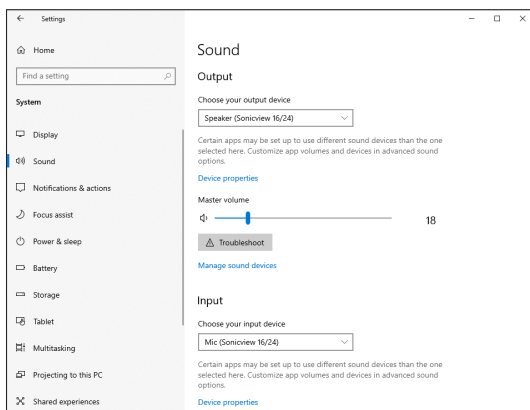 Settings
Home
Find a setting
System
Display
Sound
Notifications & actions
Focus assist
Power & sleep
Battery
Storage
Tablet
Multitasking
Projecting to this PC
Shared experiences
Sound
Output
Choose your output device
Speaker (Sonicview 16/24)
Certain apps may be set up to use different sound devices than the one
selected here. Customize app volumes and devices in advanced sound
options.
Device properties
Master volume
18
Troubleshoot
Manage sound devices
Input
Choose your input device
Mic (Sonicview 16/24)
Certain apps may be set up to use different sound devices than the one
selected here. Customize app volumes and devices in advanced sound
options.
Device properties